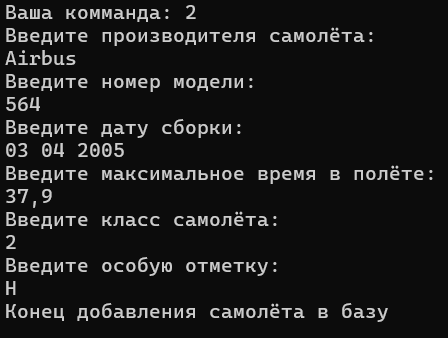 Ваша комманда: 2
Введите производителя самолёта:
Airbus
Введите номер модели:
564
Введите дату сборки:
03 04 2005
Введите максимальное время в полёте:
37,9
Введите класс самолёта:
2
Введите особую отметку:
Н
Конец добавления самолёта в базу